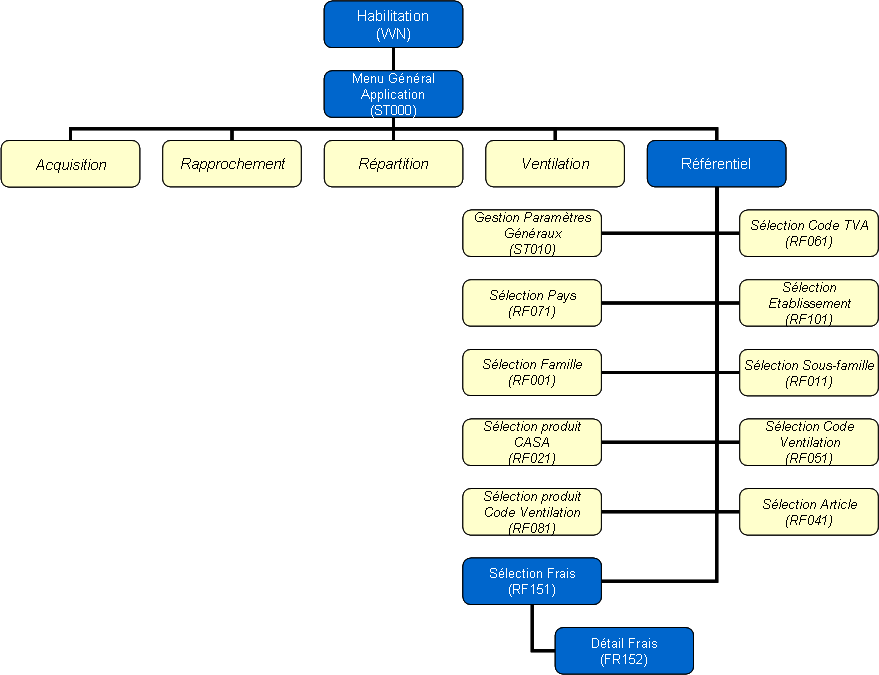 Habilitation
(VVN)
Menu Général
Application
(ST000)
Acquisition
Rapprochement
Répartition
Ventilation
Référentiel
Gestion Paramètres
Généraux
(ST010)
Sélection Code TVA
(RF061)
Sélection Pays
(RF071)
Sélection
Etablissement
(RF101)
Sélection Famille
(RF001)
Sélection Sous-famille
(RF011)
Sélection produit
CASA
(RF021)
Sélection Code
Ventilation
(RF051)
Sélection produit
Code Ventilation
(RF081)
Sélection Article
(RF041)
Sélection Frais
(RF151)
Détail Frais
(FR152)